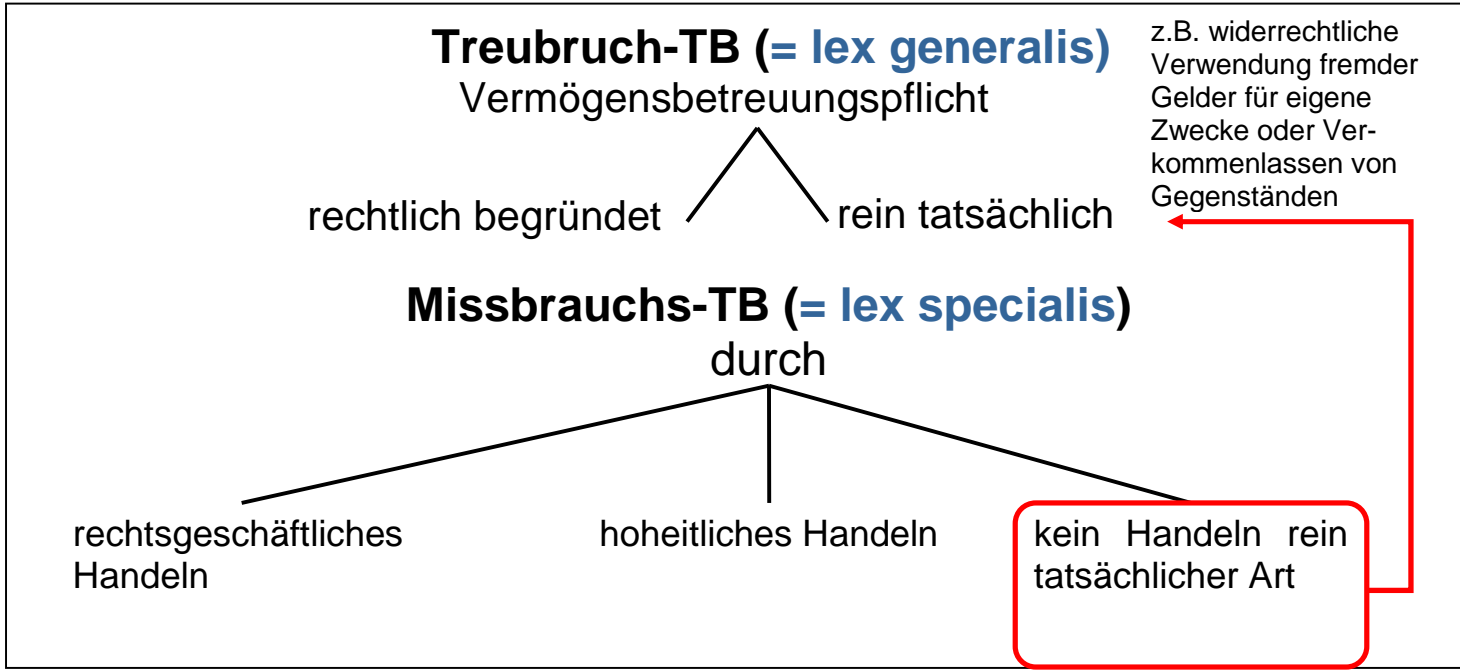 Treubruch-TB (= lex generalis)
Vermögensbetreuungspflicht
z.B. widerrechtliche
Verwendung fremder
Gelder für eigene
Zwecke oder Ver-
kommenlassen von
Gegenständen
rechtlich begründet
rein tatsächlich
Missbrauchs-TB (= lex specialis)
durch
rechtsgeschäftliches
Handeln
hoheitliches Handeln
kein Handeln rein
tatsächlicher Art